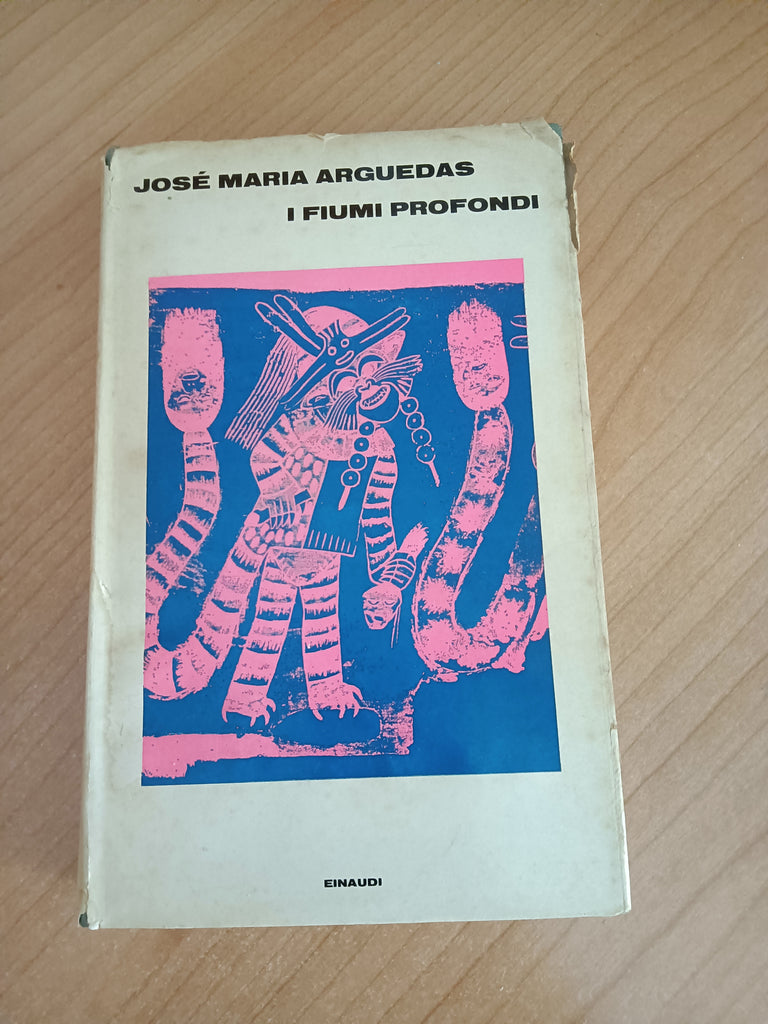 JOSÉ MARIA ARGUEDAS
I FIUMI PROFONDI
EINAUDI